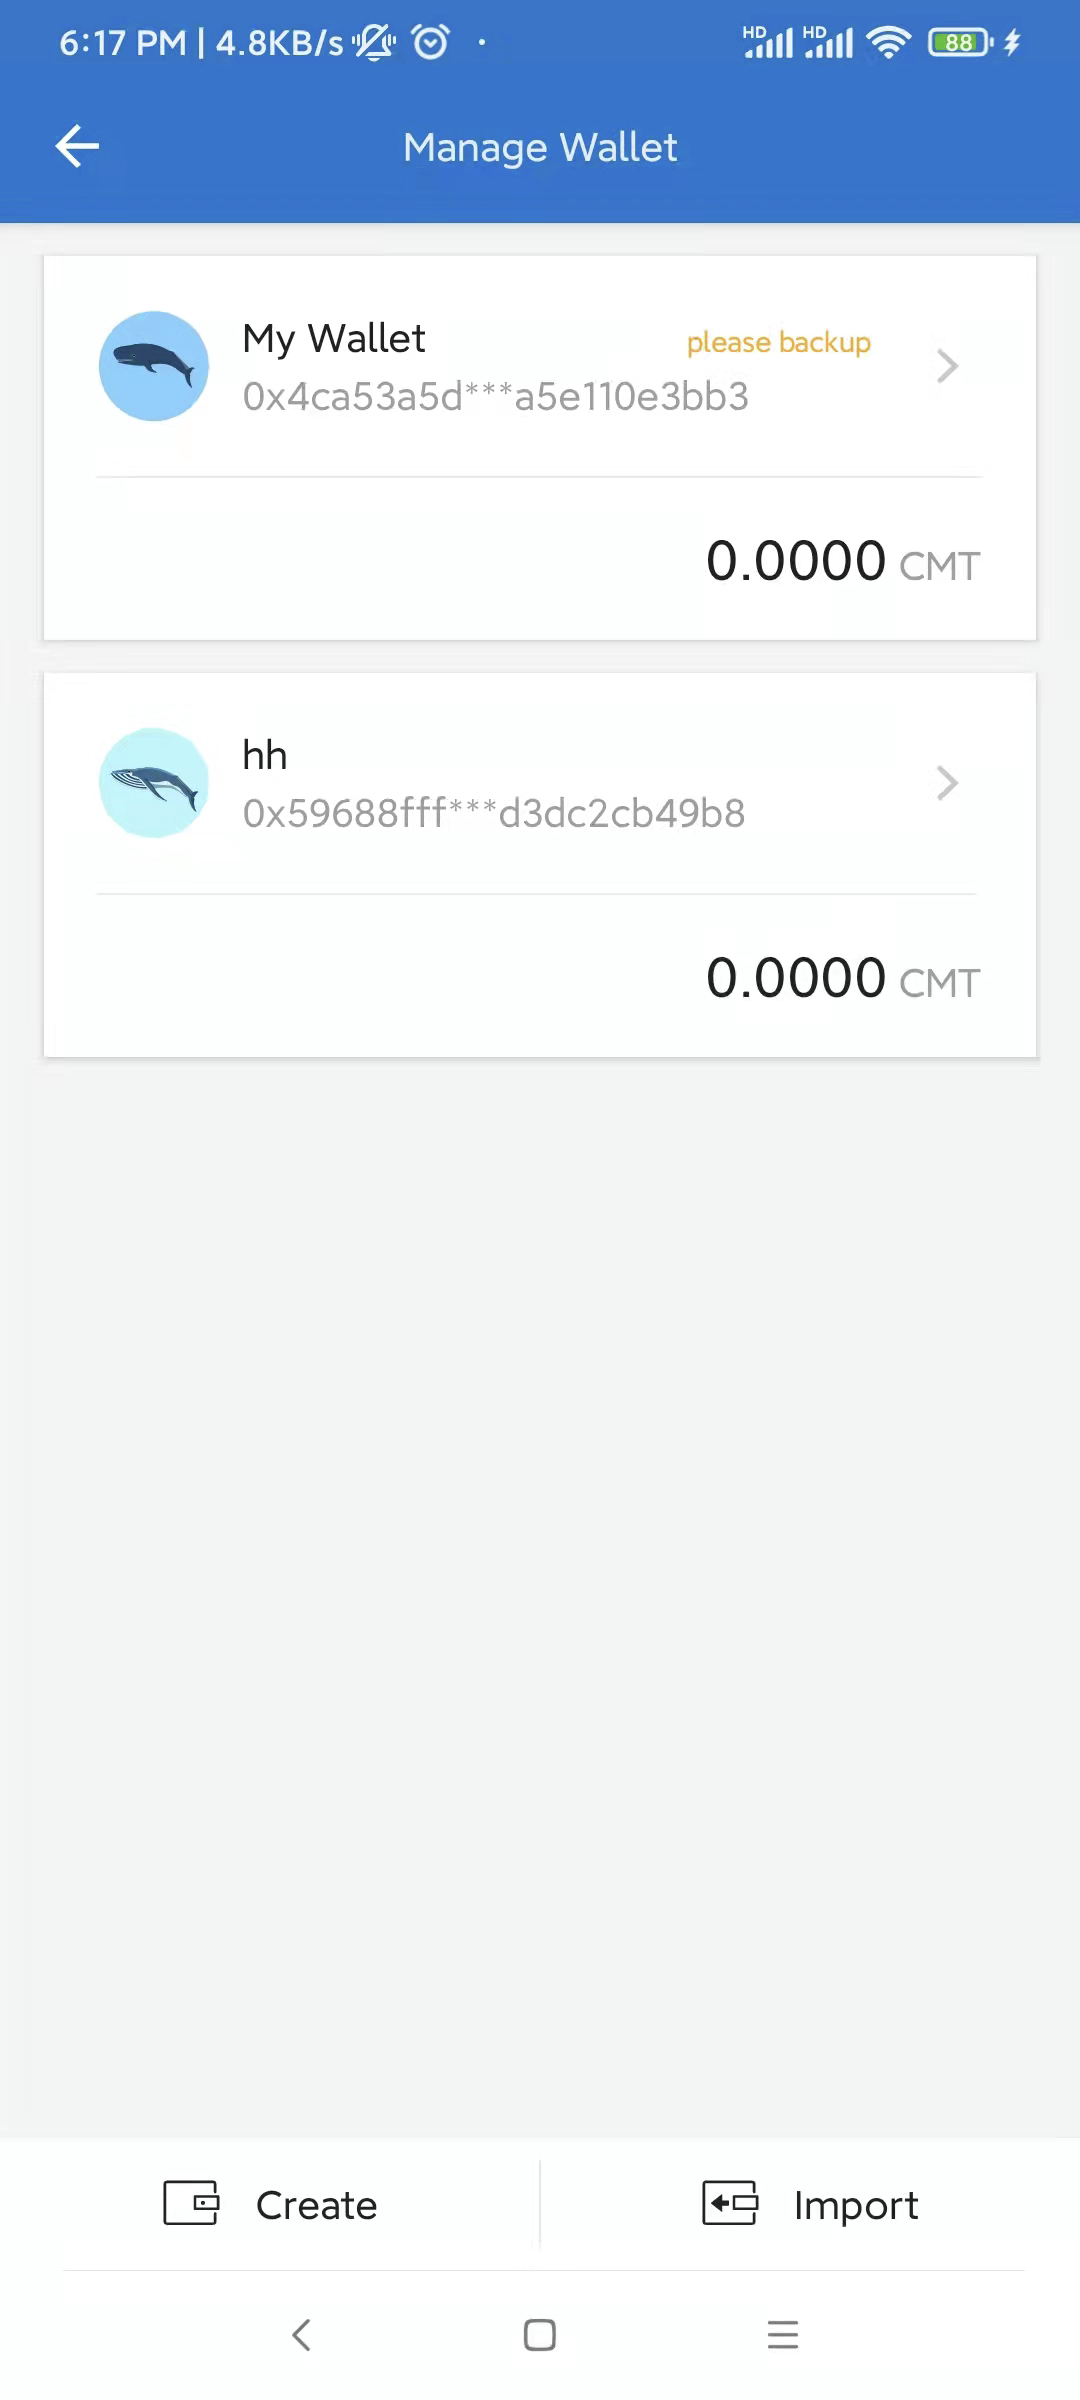 6:17 PM | 4.8KB/s HD HD 88
Manage Wallet
My Wallet please backup
0x4ca53a5d***a5e110e3bb3
0.0000 CMT
hh
0x59688fff***d3dc2cb49b8
0.0000 CMT
Create Import